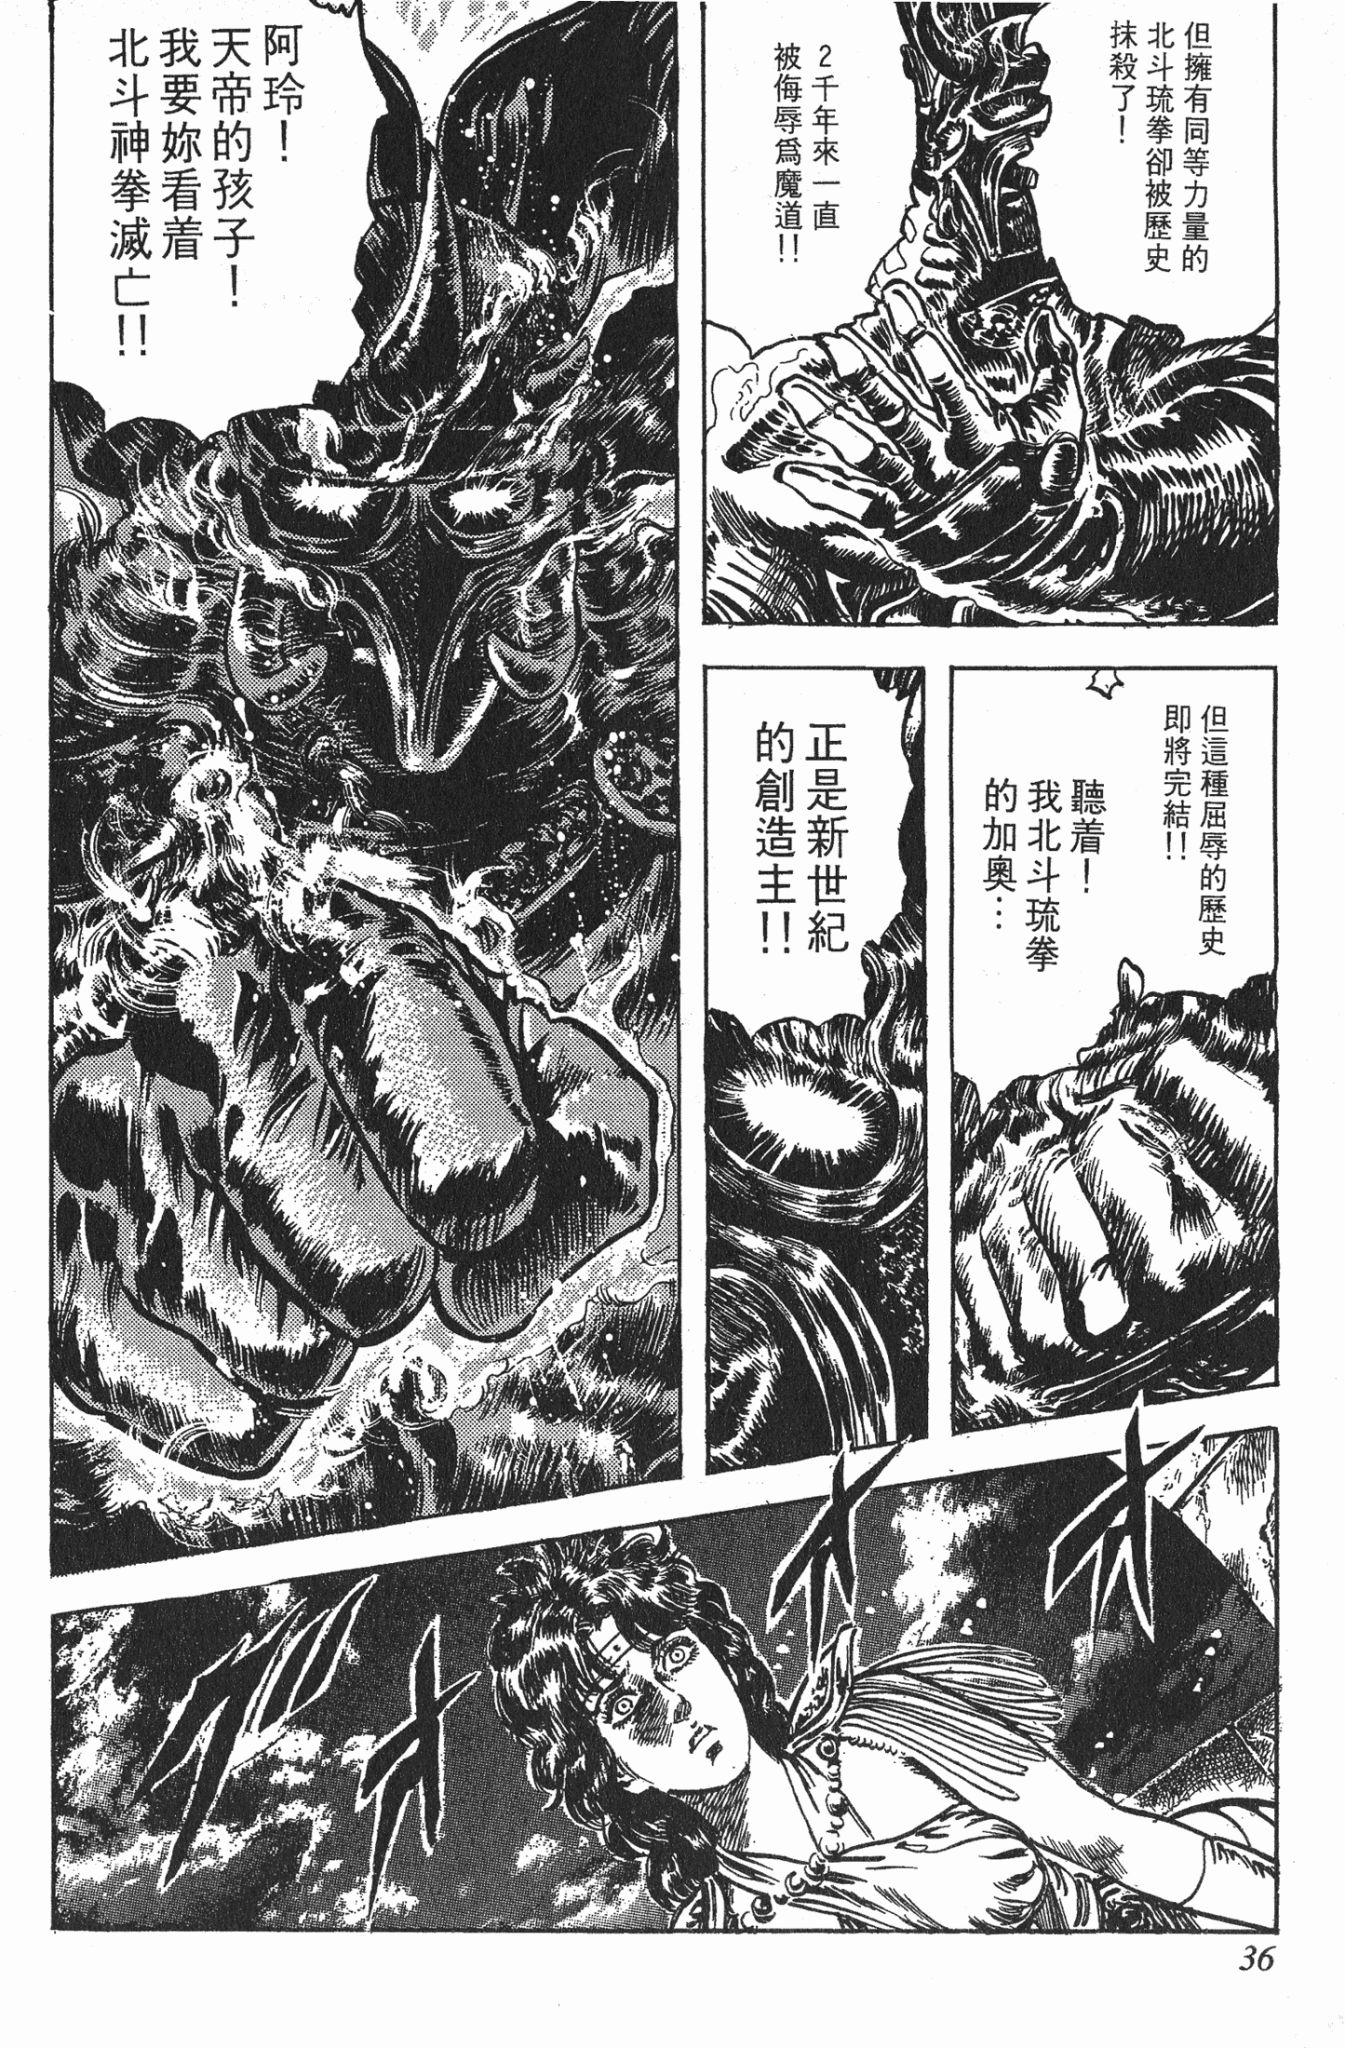 但擁有同等力量的
北斗琉拳卻被歷史
抹殺了！
2千年來一直
被侮辱爲魔道!!
但這種屈辱的歷史
即將完結!!
聽着！
我北斗琉拳
的加奧…
正是新世紀
的創造主!!
阿玲！
天帝的孩子！
我要妳看着
北斗神拳滅亡!!
オオ
オ
36